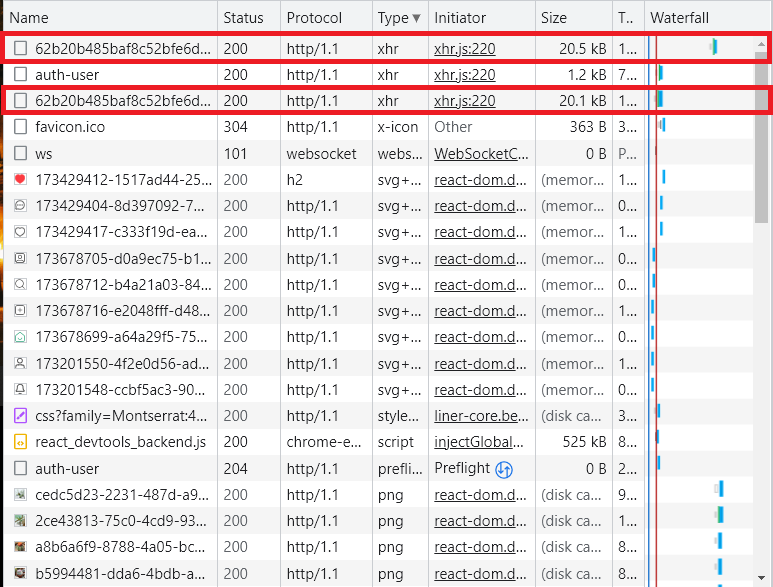 Name Status Protocol Type ▼ Initiator Size T.. Waterfall
62b20b485baf8c52bfe6d... 200 http/1.1 xhr xhr.js:220 20.5 kB 1...
auth-user 200 http/1.1 xhr xhr.js:220 1.2 kB 7...
62b20b485baf8c52bfe6d... 200 http/1.1 xhr xhr.js:220 20.1 kB 1...
favicon.ico 304 http/1.1 x-icon Other 363 B 3...
ws 101 websocket webs... WebSocketC... 0 B P...
173429412-1517ad44-25... 200 h2 svg+... react-dom.d... (memor... 1...
173429404-8d397092-7... 200 http/1.1 svg+... react-dom.d... (memor... 0...
173429417-c333f19d-ea... 200 http/1.1 svg+... react-dom.d... (memor... 1...
173678705-d0a9ec75-b1... 200 http/1.1 svg+... react-dom.d... (memor... 0...
173678712-b4a21a03-84... 200 http/1.1 svg+... react-dom.d... (memor... 0...
173678716-e2048fff-d48... 200 http/1.1 svg+... react-dom.d... (memor... 1...
173678699-a64a29f5-75... 200 http/1.1 svg+... react-dom.d... (memor... 0...
173201550-4f2e0d56-ad... 200 http/1.1 svg+... react-dom.d... (memor... 1...
173201548-ccbf5ac3-90... 200 http/1.1 svg+... react-dom.d... (memor... 0...
css?family=Montserrat:4... 200 http/1.1 style... liner-core.be... (disk ca... 3...
react_devtools_backend.js 200 chrome-e... script injectGlobal... 525 kB 8...
auth-user 204 http/1.1 prefli... Preflight 0 B 2...
cedc5d23-2231-487d-a9... 200 http/1.1 png react-dom.d... (disk ca... 9...
2ce43813-75c0-4cd9-93... 200 http/1.1 png react-dom.d... (disk ca... 1...
a8b6a6f9-8788-4a05-bc... 200 http/1.1 png react-dom.d... (disk ca... 8...
b5994481-dda6-4bdb-a... 200 http/1.1 png react-dom.d... (disk ca... 8...